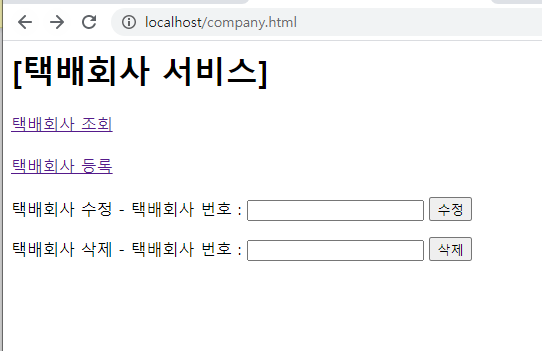 localhost/company.html
[택배회사 서비스]
택배회사 조회
택배회사 등록
택배회사 수정 - 택배회사 번호 : 수정
택배회사 삭제 - 택배회사 번호 : 삭제